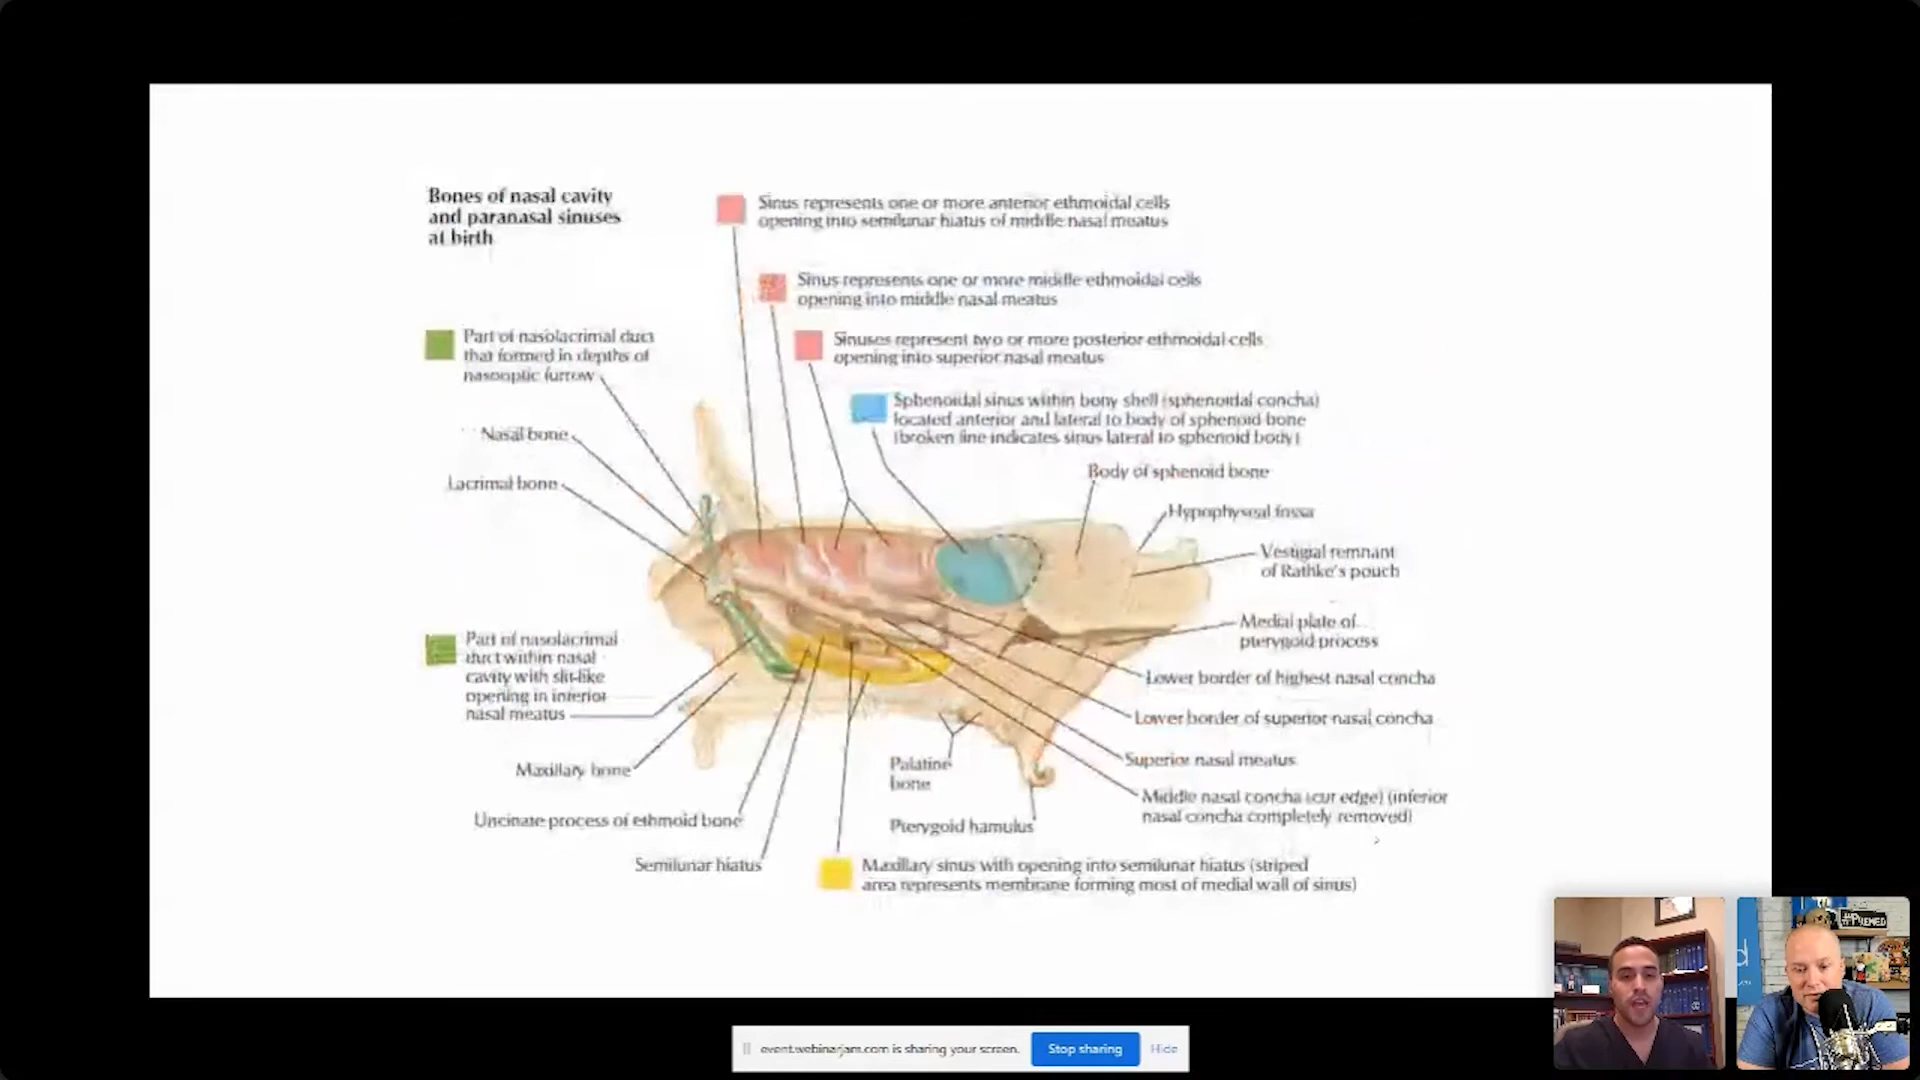 Bones of nasal cavity
and paranasal sinuses
at birth
Sinus represents one or more anterior ethmoidal cells
opening into semilunar hiatus of middle nasal meatus
Sinus represents one or more middle ethmoidal cells
opening into middle nasal meatus
Sinuses represent two or more posterior ethmoidal cells
opening into superior nasal meatus
Sphenoidal sinus within bony shell (sphenoidal concha)
located anterior and lateral to body of sphenoid bone
(broken line indicates sinus lateral to sphenoid body)
Part of nasolacrimal duct
that formed in depths of
nasooptic furrow
Nasal bone
Lacrimal bone
Body of sphenoid bone
Hypophyseal fossa
Vestigial remnant
of Rathke's pouch
Medial plate of
pterygoid process
Lower border of highest nasal concha
Lower border of superior nasal concha
Superior nasal meatus
Middle nasal concha (cut edge) (inferior
nasal concha completely removed)
Part of nasolacrimal
duct within nasal
cavity with slit-like
opening in inferior
nasal meatus
Maxillary bone
Uncinate process of ethmoid bone
Semilunar hiatus
Palatine
bone
Pterygoid hamulus
Maxillary sinus with opening into semilunar hiatus (striped
area represents membrane forming most of medial wall of sinus)
#PREMED
d
event.webinarjam.com is sharing your screen.
Stop sharing
Hide